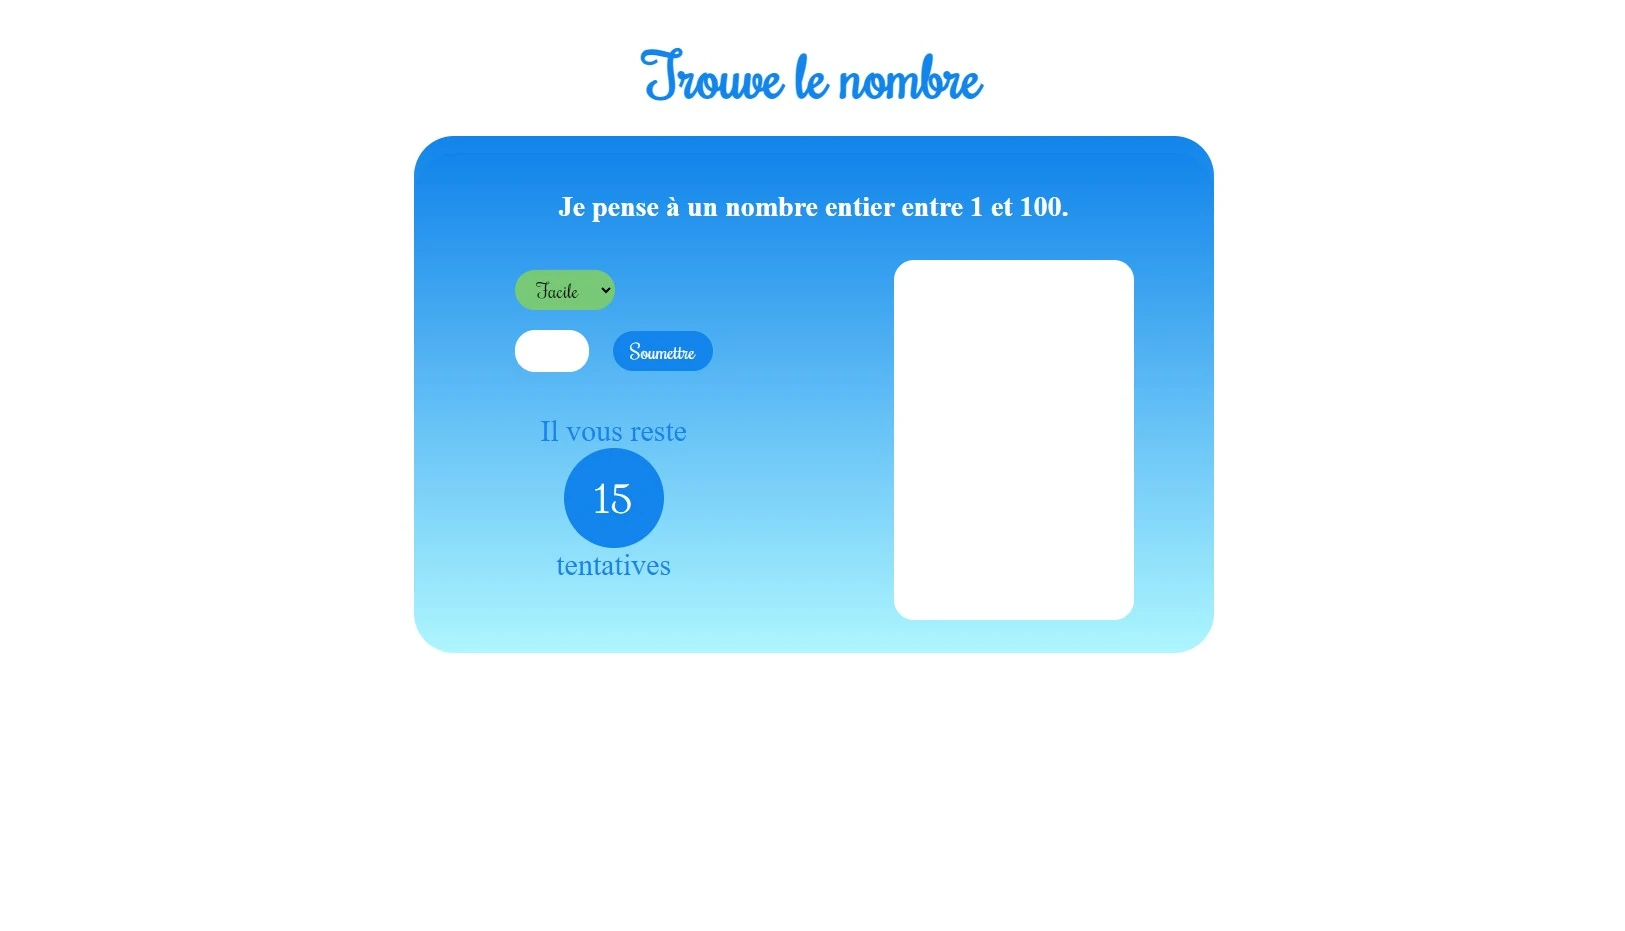 Trouve le nombre
Je pense à un nombre entier entre 1 et 100.
Facile
Soumettre
Il vous reste
15
tentatives